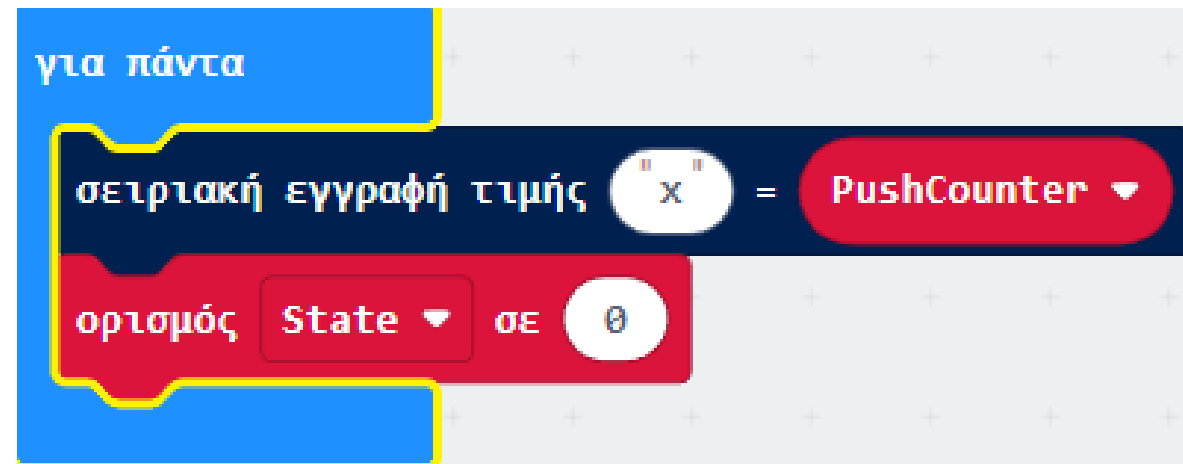 για πάντα
σειριακή εγγραφή τιμής "x" = PushCounter
ορισμός State σε 0